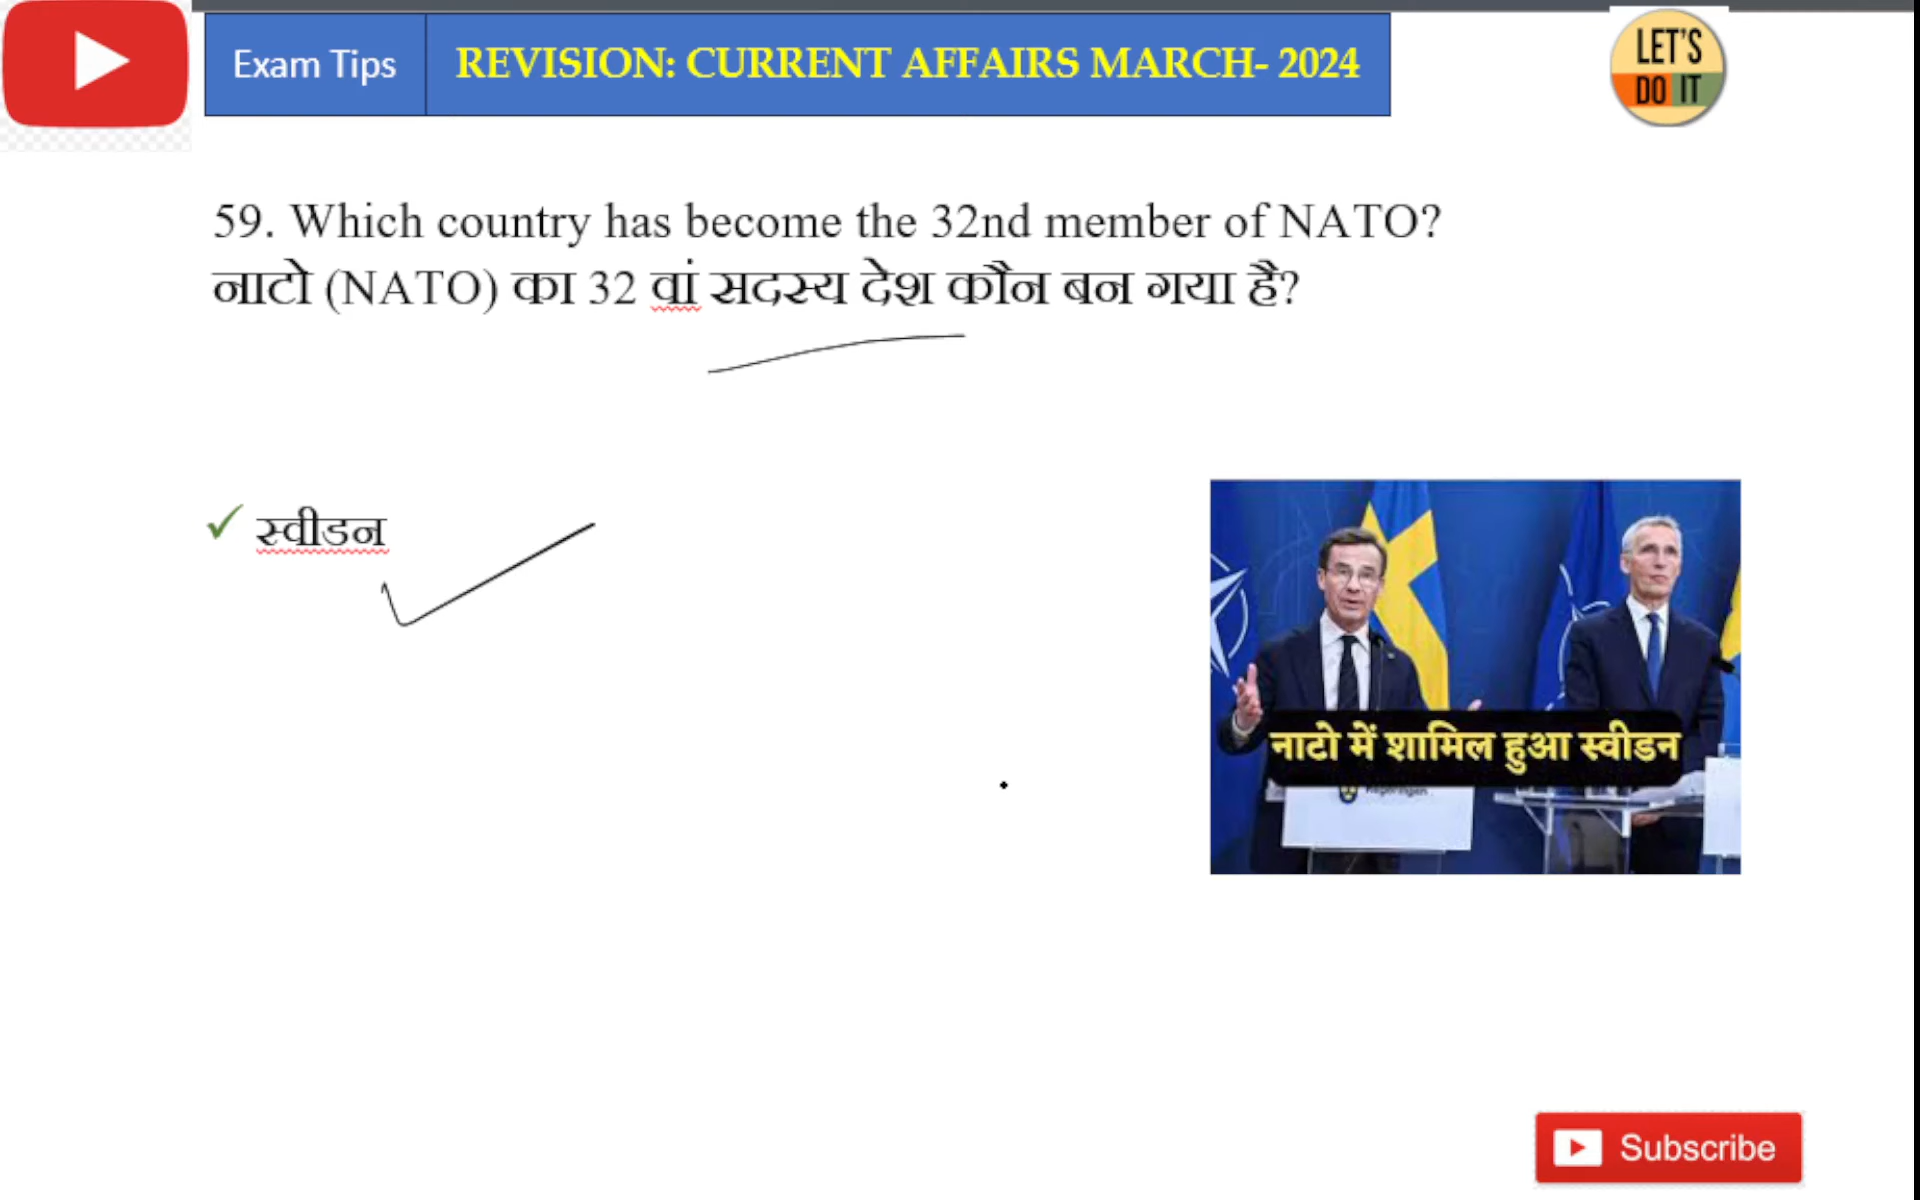 Exam Tips
REVISION: CURRENT AFFAIRS MARCH- 2024
LET'S
DO IT
59. Which country has become the 32nd member of NATO?
नाटो (NATO) का 32 वां सदस्य देश कौन बन गया है?
स्वीडन
नाटो में शामिल हुआ स्वीडन
Subscribe